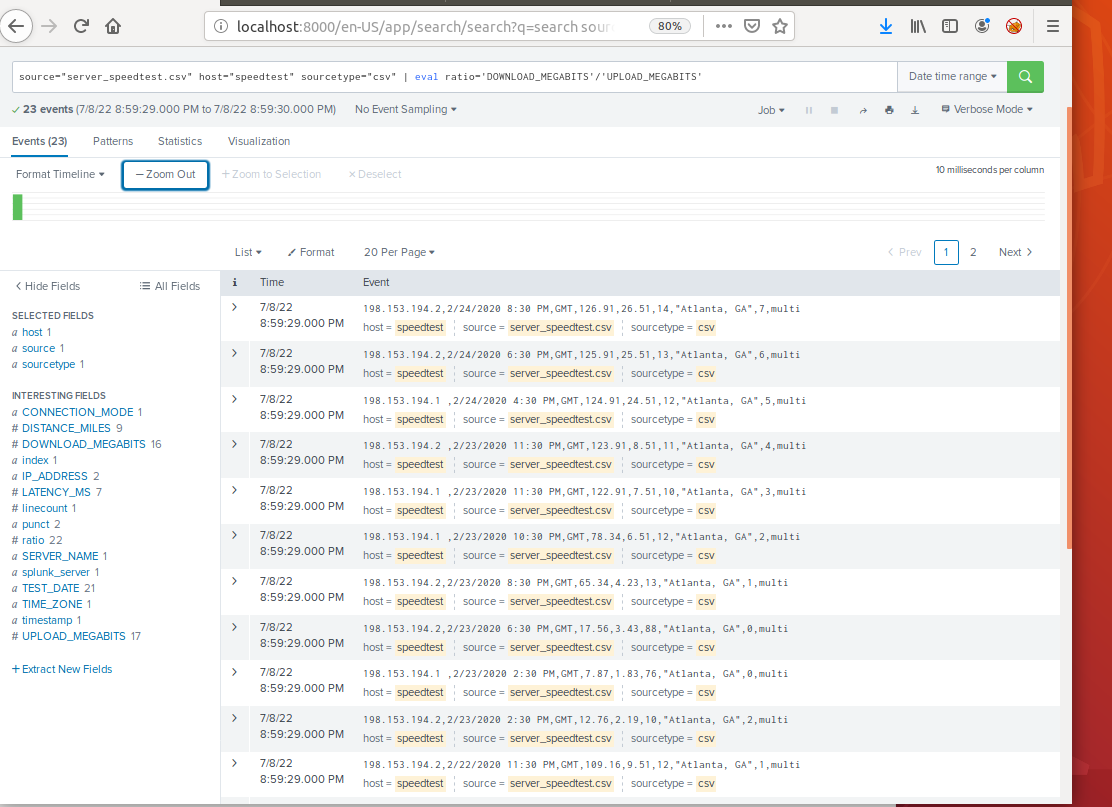 localhost:8000/en-US/app/search/search?q=search sour
80%
source="server_speedtest.csv" host="speedtest" sourcetype="csv" | eval ratio='DOWNLOAD_MEGABITS'/'UPLOAD_MEGABITS'
Date time range
23 events (7/8/22 8:59:29.000 PM to 7/8/22 8:59:30.000 PM) No Event Sampling
Job Verbose Mode
Events (23) Patterns Statistics Visualization
Format Timeline — Zoom Out + Zoom to Selection × Deselect 10 milliseconds per column
List Format 20 Per Page < Prev 1 2 Next >
< Hide Fields All Fields
SELECTED FIELDS
a host 1
a source 1
a sourcetype 1
INTERESTING FIELDS
a CONNECTION_MODE 1
# DISTANCE_MILES 9
# DOWNLOAD_MEGABITS 16
a index 1
a IP_ADDRESS 2
# LATENCY_MS 7
# linecount 1
a punct 2
# ratio 22
a SERVER_NAME 1
a splunk_server 1
a TEST_DATE 21
a TIME_ZONE 1
a timestamp 1
# UPLOAD_MEGABITS 17
+ Extract New Fields
i Time Event
7/8/22
8:59:29.000 PM
198.153.194.2,2/24/2020 8:30 PM,GMT,126.91,26.51,14,"Atlanta, GA",7,multi
host = speedtest source = server_speedtest.csv sourcetype = csv
7/8/22
8:59:29.000 PM
198.153.194.2,2/24/2020 6:30 PM,GMT,125.91,25.51,13,"Atlanta, GA",6,multi
host = speedtest source = server_speedtest.csv sourcetype = csv
7/8/22
8:59:29.000 PM
198.153.194.1 ,2/24/2020 4:30 PM,GMT,124.91,24.51,12,"Atlanta, GA",5,multi
host = speedtest source = server_speedtest.csv sourcetype = csv
7/8/22
8:59:29.000 PM
198.153.194.2 ,2/23/2020 11:30 PM,GMT,123.91,8.51,11,"Atlanta, GA",4,multi
host = speedtest source = server_speedtest.csv sourcetype = csv
7/8/22
8:59:29.000 PM
198.153.194.1 ,2/23/2020 11:30 PM,GMT,122.91,7.51,10,"Atlanta, GA",3,multi
host = speedtest source = server_speedtest.csv sourcetype = csv
7/8/22
8:59:29.000 PM
198.153.194.1 ,2/23/2020 10:30 PM,GMT,78.34,6.51,12,"Atlanta, GA",2,multi
host = speedtest source = server_speedtest.csv sourcetype = csv
7/8/22
8:59:29.000 PM
198.153.194.2,2/23/2020 8:30 PM,GMT,65.34,4.23,13,"Atlanta, GA",1,multi
host = speedtest source = server_speedtest.csv sourcetype = csv
7/8/22
8:59:29.000 PM
198.153.194.2,2/23/2020 6:30 PM,GMT,17.56,3.43,88,"Atlanta, GA",0,multi
host = speedtest source = server_speedtest.csv sourcetype = csv
7/8/22
8:59:29.000 PM
198.153.194.1 ,2/23/2020 2:30 PM,GMT,7.87,1.83,76,"Atlanta, GA",0,multi
host = speedtest source = server_speedtest.csv sourcetype = csv
7/8/22
8:59:29.000 PM
198.153.194.2,2/23/2020 2:30 PM,GMT,12.76,2.19,10,"Atlanta, GA",2,multi
host = speedtest source = server_speedtest.csv sourcetype = csv
7/8/22
8:59:29.000 PM
198.153.194.2,2/22/2020 11:30 PM,GMT,109.16,9.51,12,"Atlanta, GA",1,multi
host = speedtest source = server_speedtest.csv sourcetype = csv